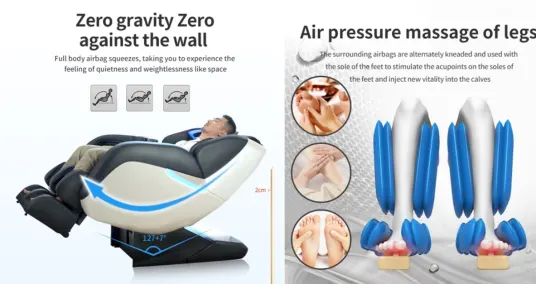 Zero gravity Zero
against the wall
Full body airbag squeezes, taking you to experience the
feeling of quietness and weightlessness like space
2cm
127+7°
Air pressure massage of legs
The surrounding airbags are alternately kneaded and used with
the sole of the feet to stimulate the acupoints on the soles of
the feet and inject new vitality into the calves